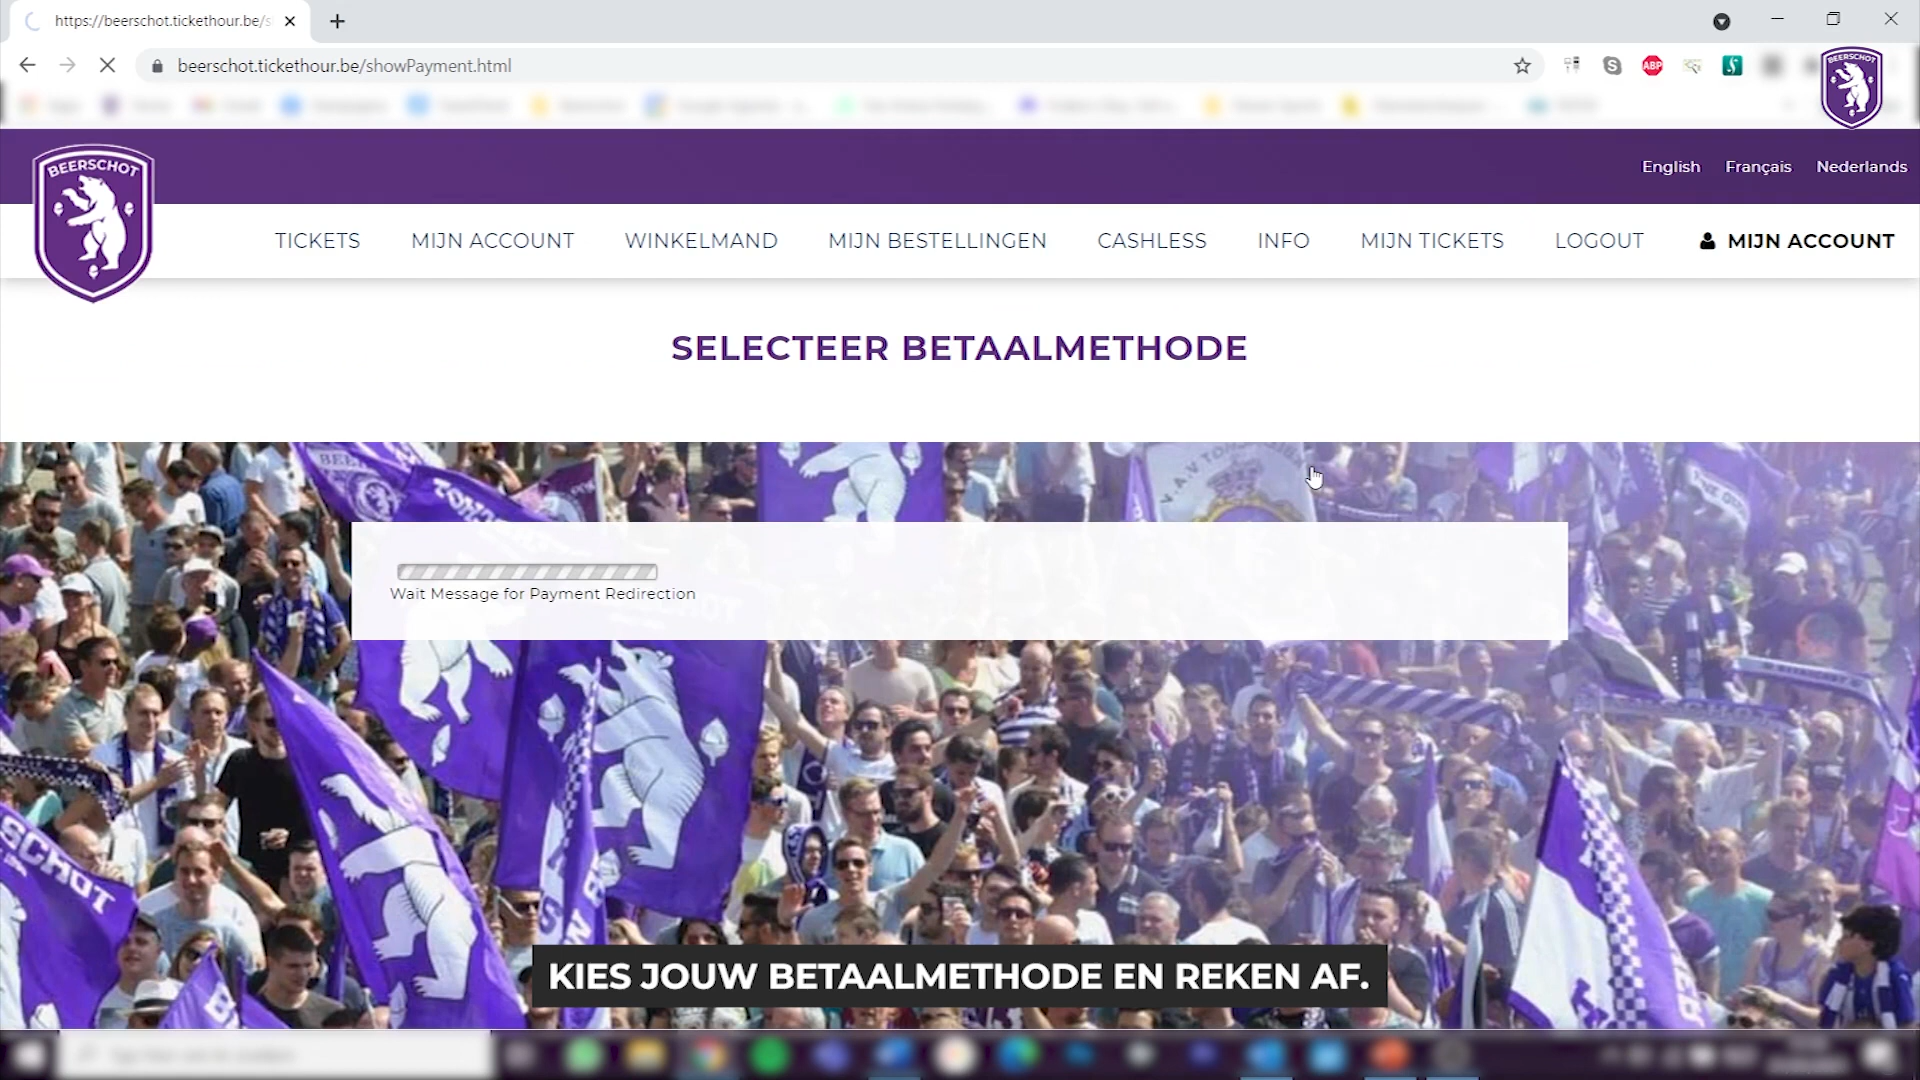 https://beerschot.tickethour.be/s
beerschot.tickethour.be/showPayment.html
ABP
BEERSCHOT
English Français Nederlands
BEERSCHOT
TICKETS MIJN ACCOUNT WINKELMAND MIJN BESTELLINGEN CASHLESS INFO MIJN TICKETS LOGOUT MIJN ACCOUNT
SELECTEER BETAALMETHODE
Wait Message for Payment Redirection
KIES JOUW BETAALMETHODE EN REKEN AF.